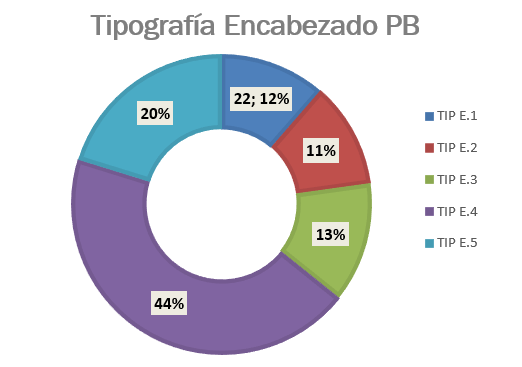 Tipografía Encabezado PB
22; 12%
11%
13%
44%
20%
TIP E.1
TIP E.2
TIP E.3
TIP E.4
TIP E.5